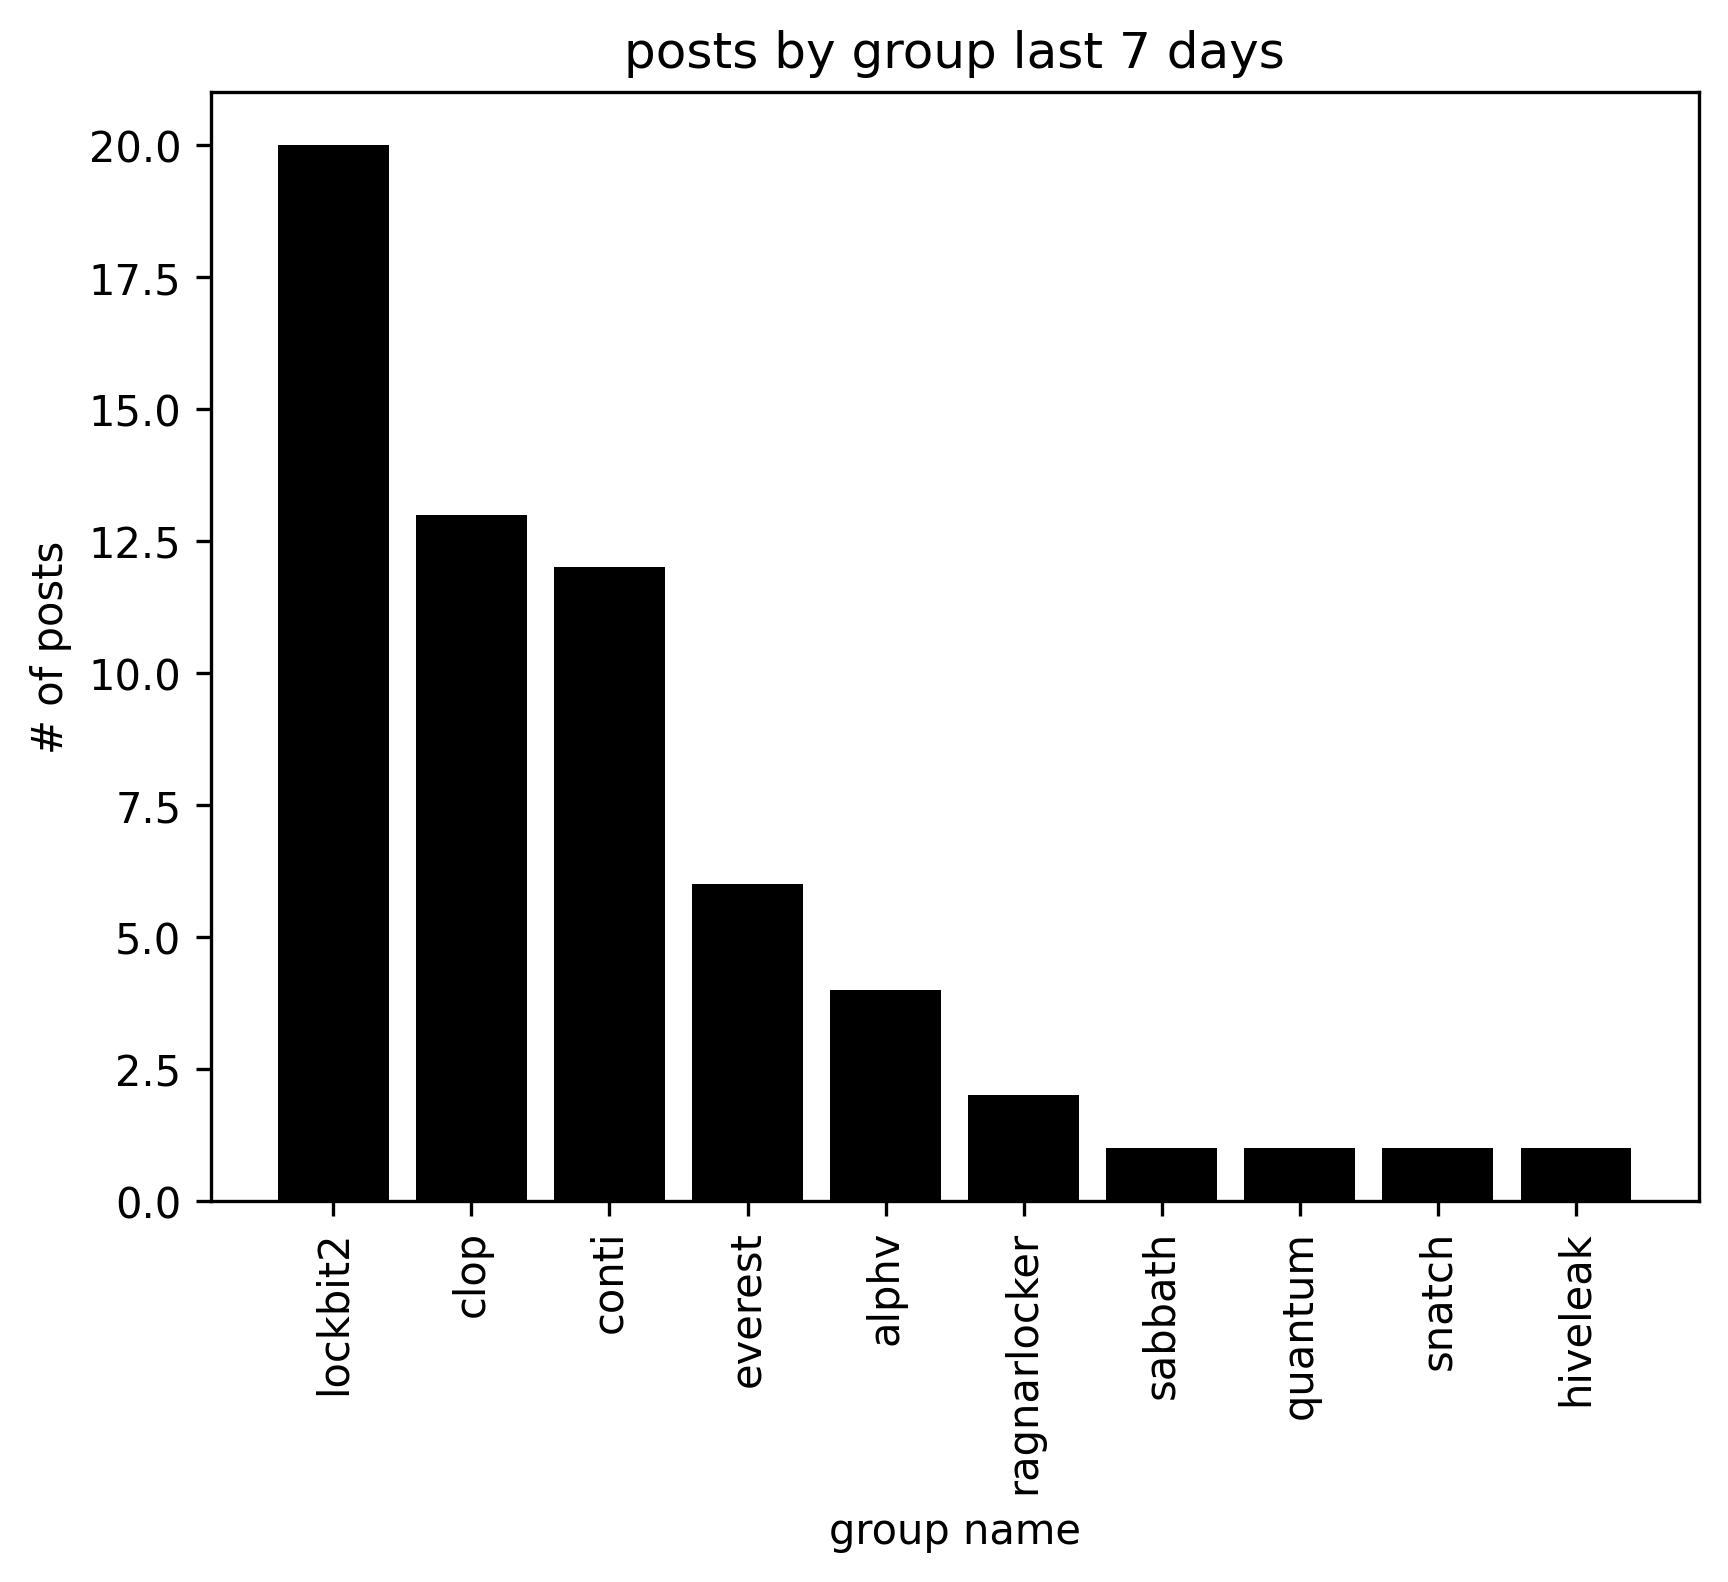 posts by group last 7 days
# of posts
20.0
17.5
15.0
12.5
10.0
7.5
5.0
2.5
0.0
lockbit2
clop
conti
everest
alphv
ragnarlocker
sabbath
quantum
snatch
hiveleak
group name